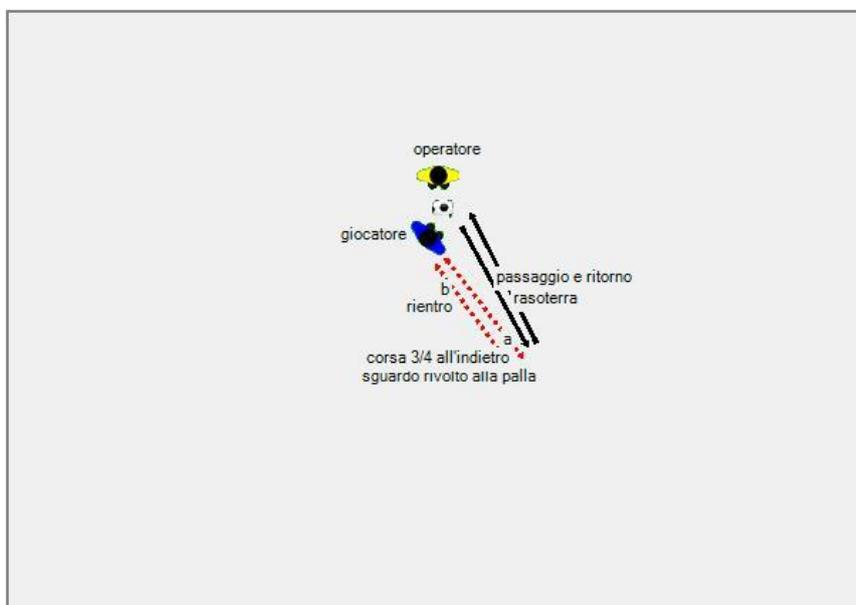 operatore
giocatore
passaggio e ritorno
rasoterra
b
rientro
a
corsa 3/4 all'indietro
sguardo rivolto alla palla